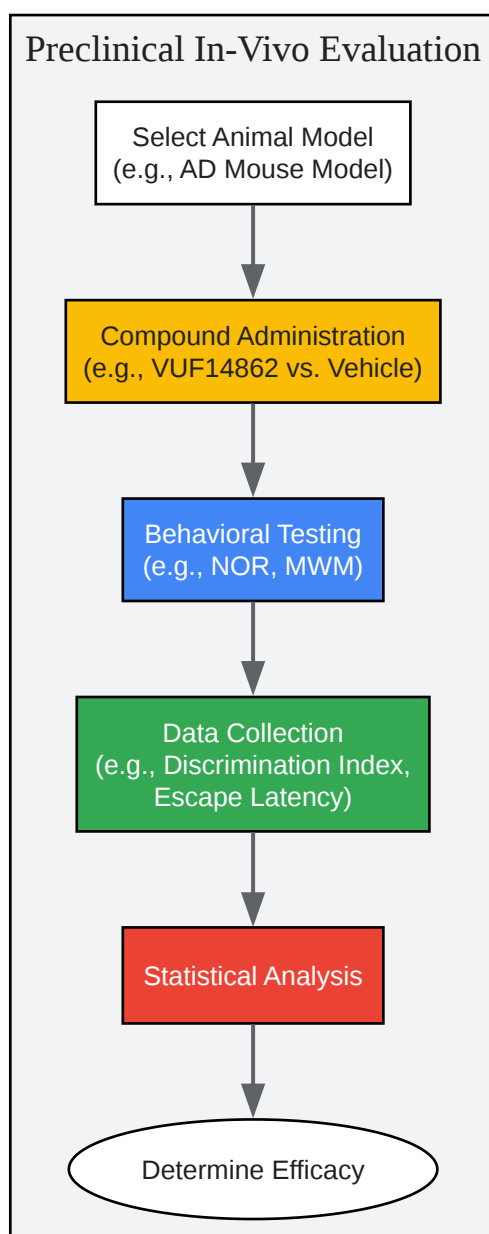 Preclinical In-Vivo Evaluation
Select Animal Model
(e.g., AD Mouse Model)
Compound Administration
(e.g., VUF14862 vs. Vehicle)
Behavioral Testing
(e.g., NOR, MWM)
Data Collection
(e.g., Discrimination Index,
Escape Latency)
Statistical Analysis
Determine Efficacy